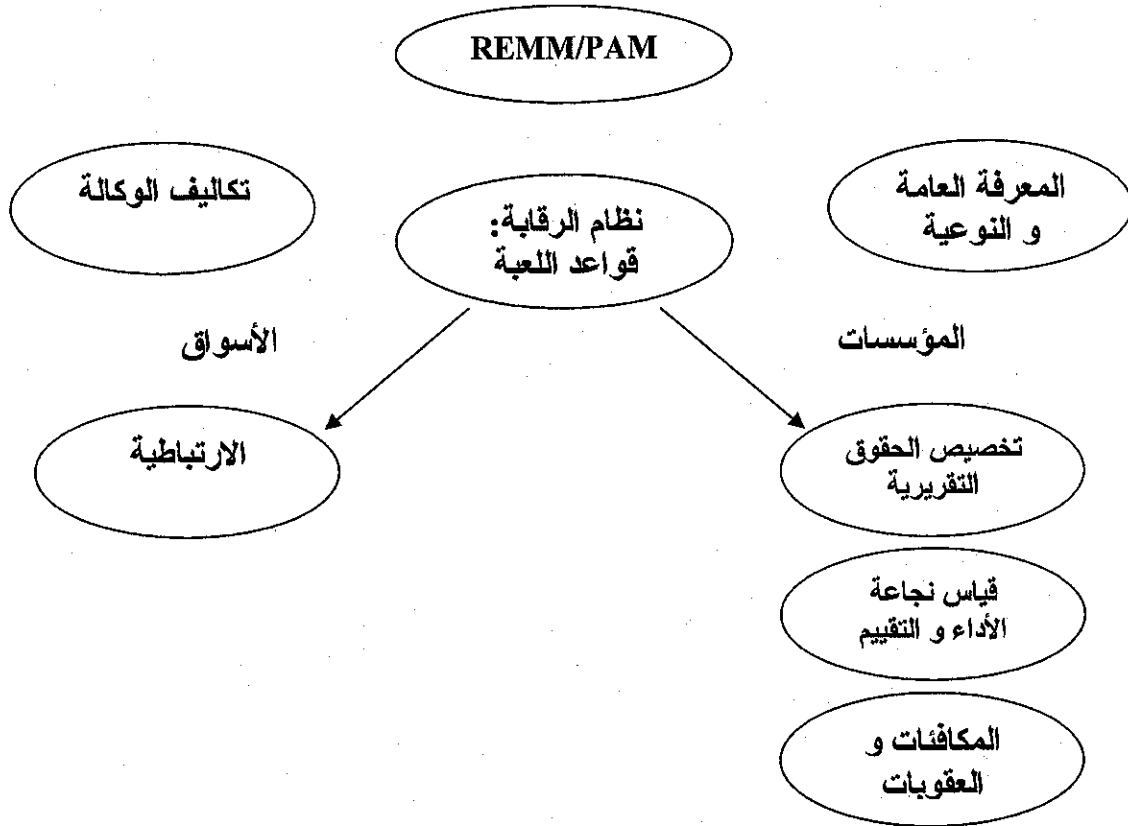 REMM/PAM
المعرفة العامة
و النوعية
نظام الرقابة:
قواعد اللعبة
تكاليف الوكالة
المؤسسات
الأسواق
تخصيص الحقوق
التقريرية
الارتباطية
قياس نجاعة
الأداء و التقييم
المكافئات و
العقوبات